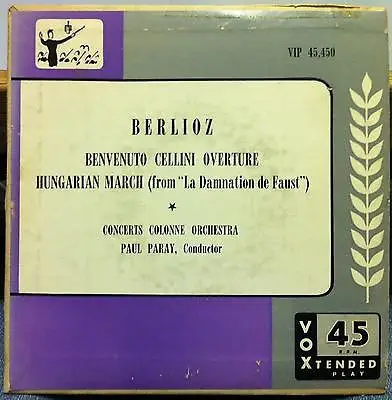 VIP 45,450
BERLIOZ
BENVENUTO CELLINI OVERTURE
HUNGARIAN MARCH (from "La Damnation de Faust")
★
CONCERTS COLONNE ORCHESTRA
PAUL PARAY, Conductor
VOX 45
R.P.M.
XTENDED
PLAY